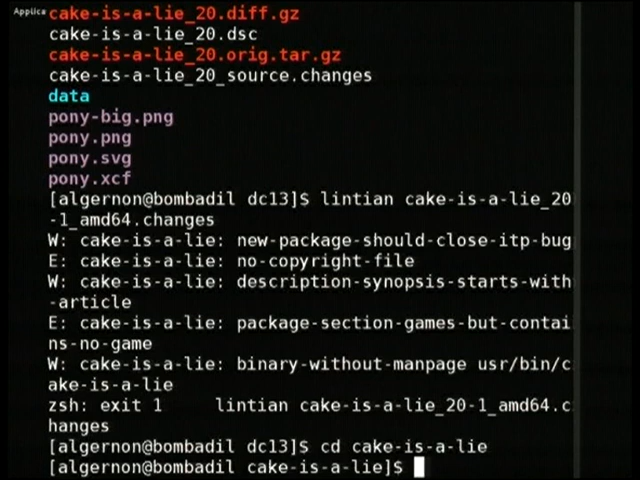 Applica
cake-is-a-lie_20.diff.gz
cake-is-a-lie_20.dsc
cake-is-a-lie_20.orig.tar.gz
cake-is-a-lie_20_source.changes
data
pony-big.png
pony.png
pony.svg
pony.xcf
[algernon@bombadil dc13]$ lintian cake-is-a-lie_20
-1_amd64.changes
W: cake-is-a-lie: new-package-should-close-itp-bug
E: cake-is-a-lie: no-copyright-file
W: cake-is-a-lie: description-synopsis-starts-with
-article
E: cake-is-a-lie: package-section-games-but-contai
ns-no-game
W: cake-is-a-lie: binary-without-manpage usr/bin/c
ake-is-a-lie
zsh: exit 1     lintian cake-is-a-lie_20-1_amd64.c
hanges
[algernon@bombadil dc13]$ cd cake-is-a-lie
[algernon@bombadil cake-is-a-lie]$